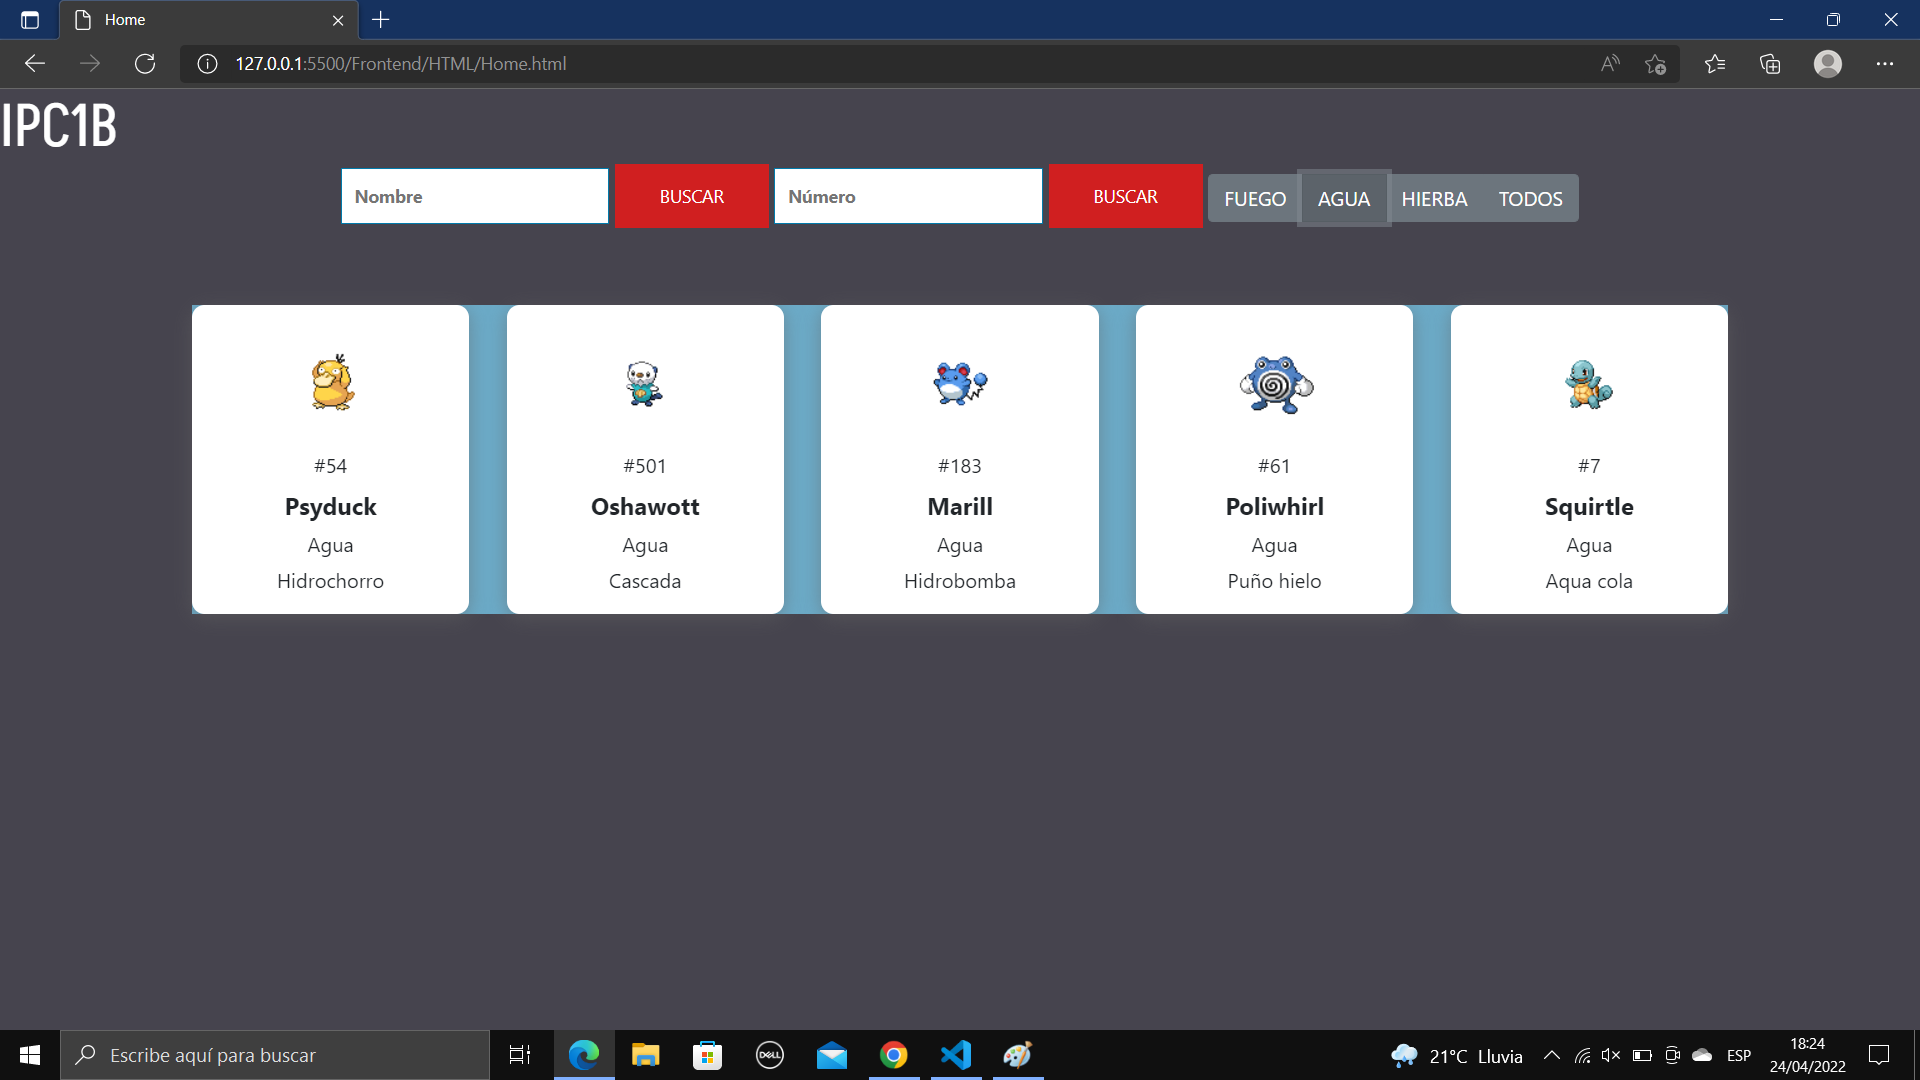 Home
127.0.0.1:5500/Frontend/HTML/Home.html
IPC1B
Nombre
BUSCAR
Número
BUSCAR
FUEGO
AGUA
HIERBA
TODOS
#54
Psyduck
Agua
Hidrochorro
#501
Oshawott
Agua
Cascada
#183
Marill
Agua
Hidrobomba
#61
Poliwhirl
Agua
Puño hielo
#7
Squirtle
Agua
Aqua cola
Escribe aquí para buscar
DELL
21°C Lluvia
ESP
18:24
24/04/2022